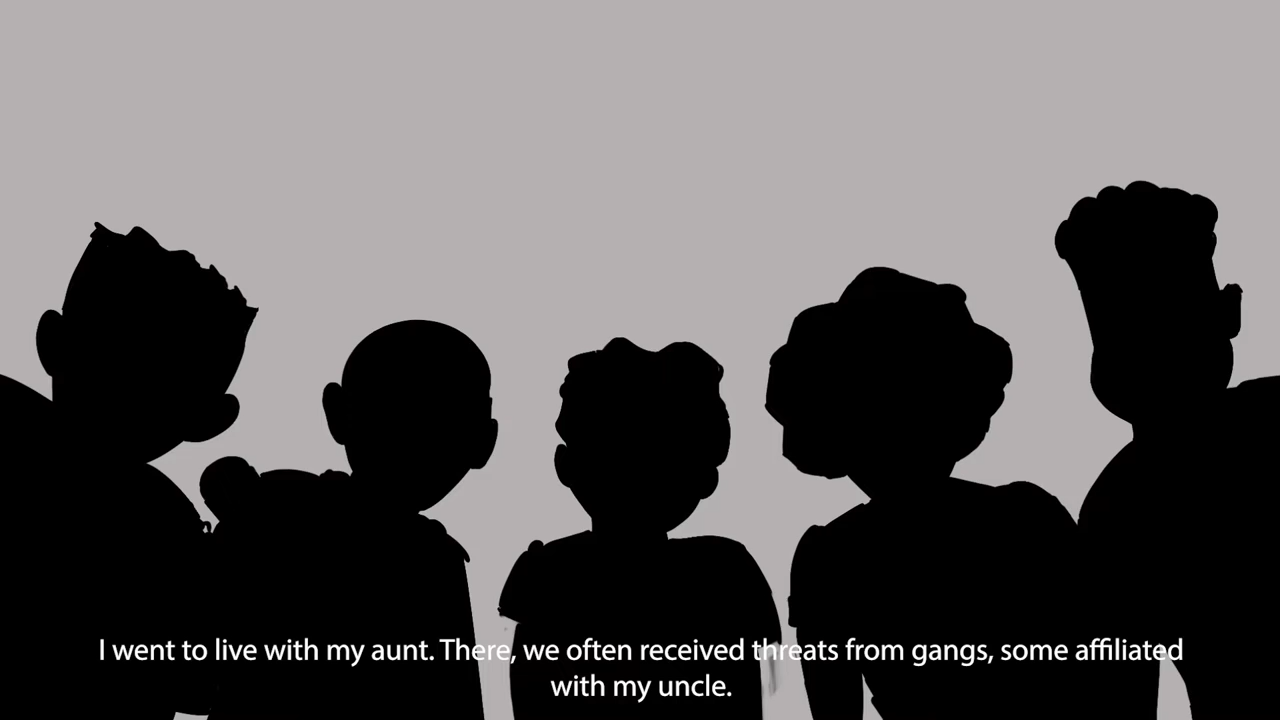 I went to live with my aunt. There, we often received threats from gangs, some affiliated
with my uncle.